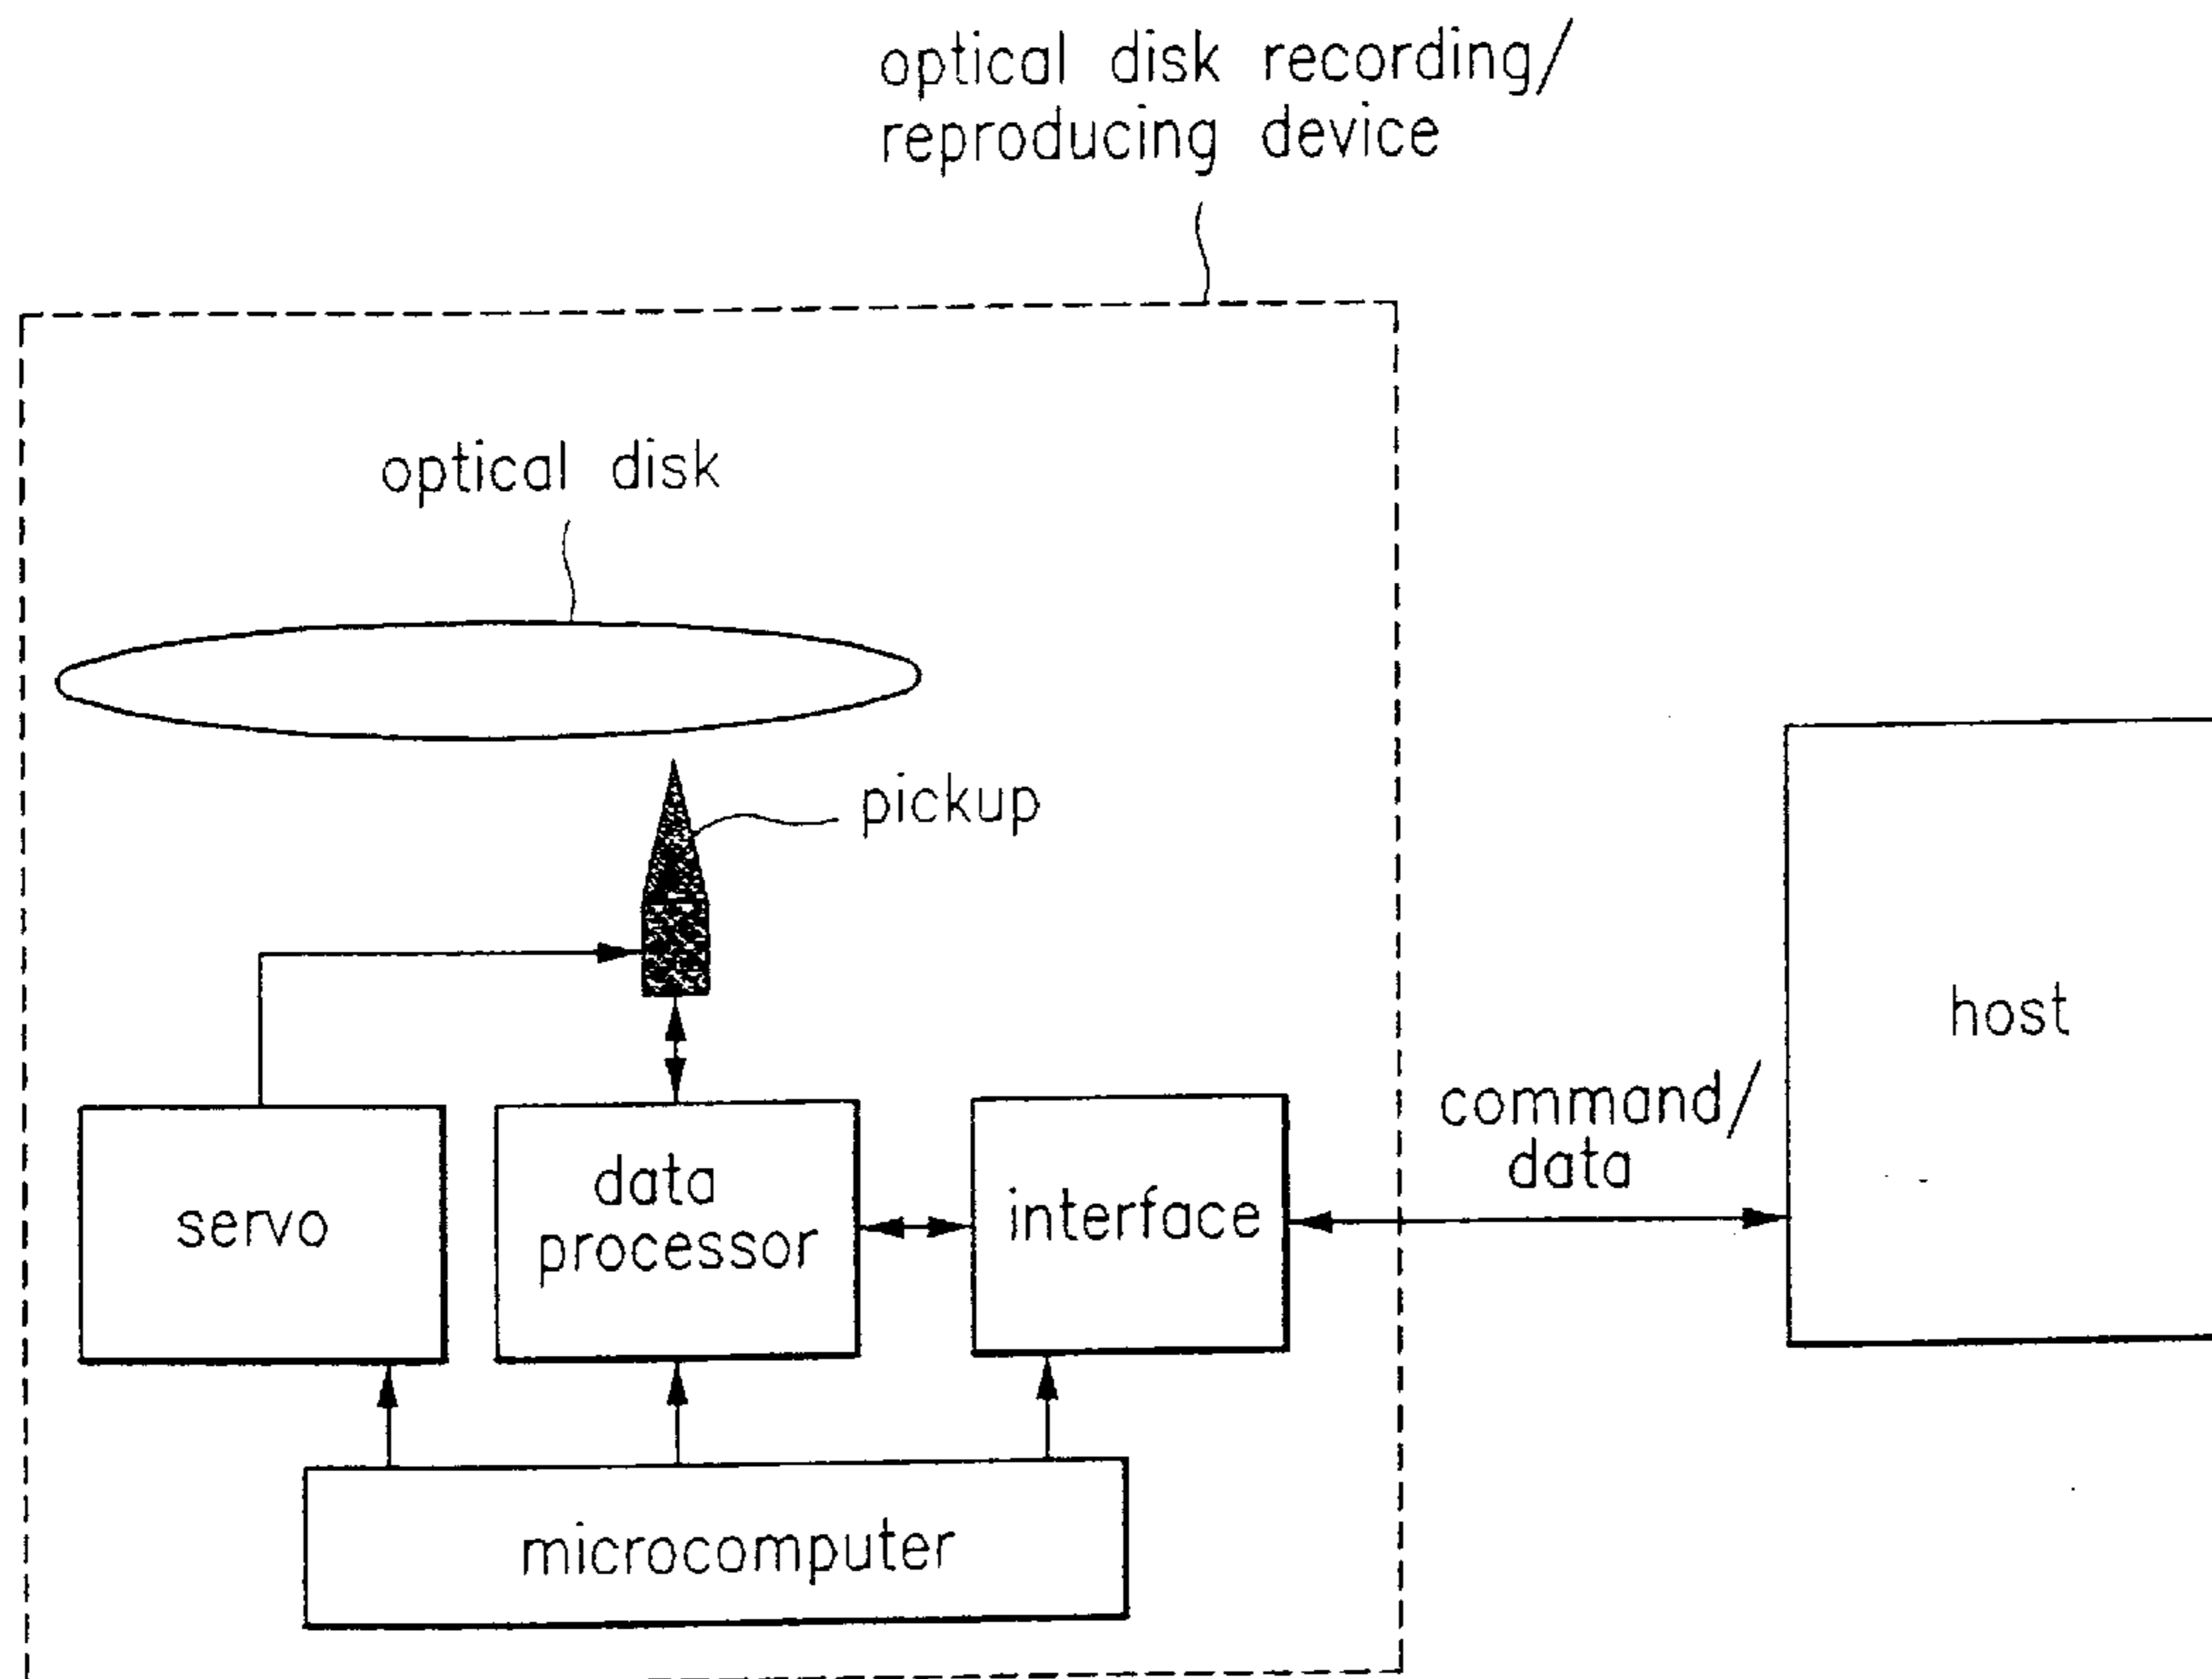 optical disk recording/
reproducing device
optical disk
pickup
host
command/
data
servo
data
processor
interface
microcomputer